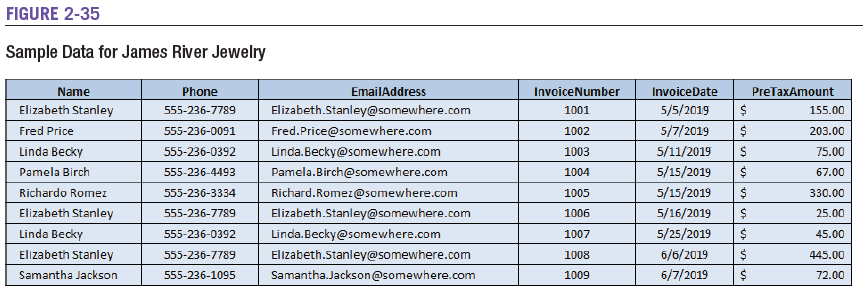 FIGURE 2-35
Sample Data for James River Jewelry
Name Phone EmailAddress InvoiceNumber InvoiceDate PreTaxAmount
Elizabeth Stanley 555-236-7789 Elizabeth.Stanley@somewhere.com 1001 5/5/2019 $ 155.00
Fred Price 555-236-0091 Fred.Price@somewhere.com 1002 5/7/2019 $ 203.00
Linda Becky 555-236-0392 Linda.Becky@somewhere.com 1003 5/11/2019 $ 75.00
Pamela Birch 555-236-4493 Pamela.Birch@somewhere.com 1004 5/15/2019 $ 67.00
Richardo Romez 555-236-3334 Richard.Romez@somewhere.com 1005 5/15/2019 $ 330.00
Elizabeth Stanley 555-236-7789 Elizabeth.Stanley@somewhere.com 1006 5/16/2019 $ 25.00
Linda Becky 555-236-0392 Linda.Becky@somewhere.com 1007 5/25/2019 $ 45.00
Elizabeth Stanley 555-236-7789 Elizabeth.Stanley@somewhere.com 1008 6/6/2019 $ 445.00
Samantha Jackson 555-236-1095 Samantha.Jackson@somewhere.com 1009 6/7/2019 $ 72.00